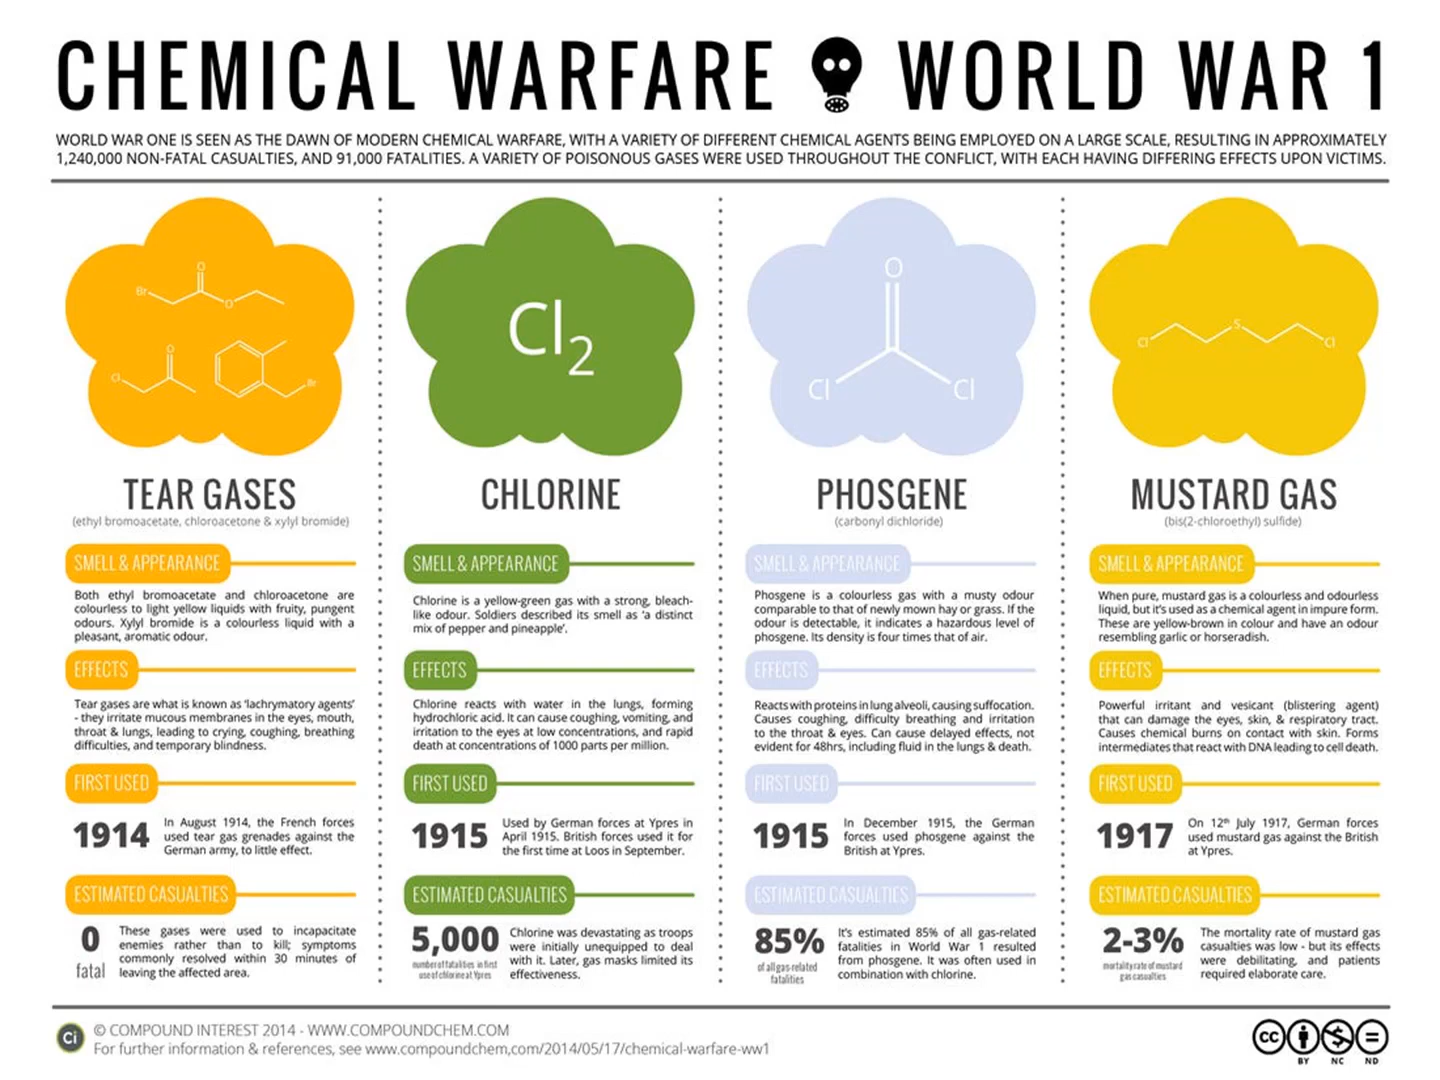 CHEMICAL WARFARE WORLD WAR 1
WORLD WAR ONE IS SEEN AS THE DAWN OF MODERN CHEMICAL WARFARE, WITH A VARIETY OF DIFFERENT CHEMICAL AGENTS BEING EMPLOYED ON A LARGE SCALE, RESULTING IN APPROXIMATELY
1,240,000 NON-FATAL CASUALTIES, AND 91,000 FATALITIES. A VARIETY OF POISONOUS GASES WERE USED THROUGHOUT THE CONFLICT, WITH EACH HAVING DIFFERING EFFECTS UPON VICTIMS.
O
Br
O
O
Cl
Br
TEAR GASES
(ethyl bromoacetate, chloroacetone & xylyl bromide)
SMELL & APPEARANCE
Both ethyl bromoacetate and chloroacetone are
colourless to light yellow liquids with fruity, pungent
odours. Xylyl bromide is a colourless liquid with a
pleasant, aromatic odour.
EFFECTS
Tear gases are what is known as 'lachrymatory agents'
- they irritate mucous membranes in the eyes, mouth,
throat & lungs, leading to crying, coughing, breathing
difficulties, and temporary blindness.
FIRST USED
1914
In August 1914, the French forces
used tear gas grenades against the
German army, to little effect.
ESTIMATED CASUALTIES
0
fatal
These gases were used to incapacitate
enemies rather than to kill; symptoms
commonly resolved within 30 minutes of
leaving the affected area.
Cl2
CHLORINE
SMELL & APPEARANCE
Chlorine is a yellow-green gas with a strong, bleach-
like odour. Soldiers described its smell as 'a distinct
mix of pepper and pineapple'.
EFFECTS
Chlorine reacts with water in the lungs, forming
hydrochloric acid. It can cause coughing, vomiting, and
irritation to the eyes at low concentrations, and rapid
death at concentrations of 1000 parts per million.
FIRST USED
1915
Used by German forces at Ypres in
April 1915. British forces used it for
the first time at Loos in September.
ESTIMATED CASUALTIES
5,000
number of fatalities in first
use of chlorine at Ypres
Chlorine was devastating as troops
were initially unequipped to deal
with it. Later, gas masks limited its
effectiveness.
O
Cl Cl
PHOSGENE
(carbonyl dichloride)
SMELL & APPEARANCE
Phosgene is a colourless gas with a musty odour
comparable to that of newly mown hay or grass. If the
odour is detectable, it indicates a hazardous level of
phosgene. Its density is four times that of air.
EFFECTS
Reacts with proteins in lung alveoli, causing suffocation.
Causes coughing, difficulty breathing and irritation
to the throat & eyes. Can cause delayed effects, not
evident for 48hrs, including fluid in the lungs & death.
FIRST USED
1915
In December 1915, the German
forces used phosgene against the
British at Ypres.
ESTIMATED CASUALTIES
85%
of all gas-related
fatalities
It's estimated 85% of all gas-related
fatalities in World War 1 resulted
from phosgene. It was often used in
combination with chlorine.
S
Cl Cl
MUSTARD GAS
(bis(2-chloroethyl) sulfide)
SMELL & APPEARANCE
When pure, mustard gas is a colourless and odourless
liquid, but it's used as a chemical agent in impure form.
These are yellow-brown in colour and have an odour
resembling garlic or horseradish.
EFFECTS
Powerful irritant and vesicant (blistering agent)
that can damage the eyes, skin, & respiratory tract.
Causes chemical burns on contact with skin. Forms
intermediates that react with DNA leading to cell death.
FIRST USED
1917
On 12th July 1917, German forces
used mustard gas against the British
at Ypres.
ESTIMATED CASUALTIES
2-3%
mortality rate of mustard
gas casualties
The mortality rate of mustard gas
casualties was low - but its effects
were debilitating, and patients
required elaborate care.
Ci
© COMPOUND INTEREST 2014 - WWW.COMPOUNDCHEM.COM
For further information & references, see www.compoundchem,com/2014/05/17/chemical-warfare-ww1
cc
BY NC ND